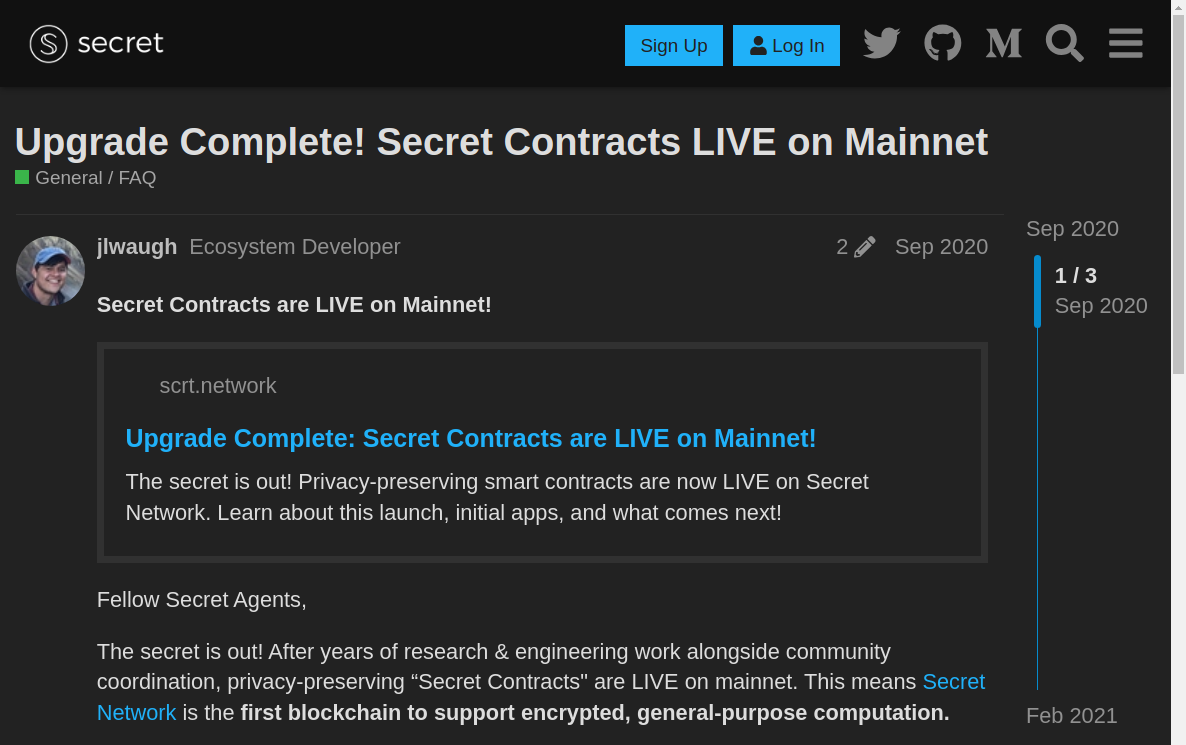 secret
Sign Up
Log In
Upgrade Complete! Secret Contracts LIVE on Mainnet
General / FAQ
jlwaugh Ecosystem Developer
2
Sep 2020
Secret Contracts are LIVE on Mainnet!
scrt.network
Upgrade Complete: Secret Contracts are LIVE on Mainnet!
The secret is out! Privacy-preserving smart contracts are now LIVE on Secret
Network. Learn about this launch, initial apps, and what comes next!
Fellow Secret Agents,
The secret is out! After years of research & engineering work alongside community
coordination, privacy-preserving “Secret Contracts" are LIVE on mainnet. This means Secret
Network is the first blockchain to support encrypted, general-purpose computation.
Sep 2020
1 / 3
Sep 2020
Feb 2021